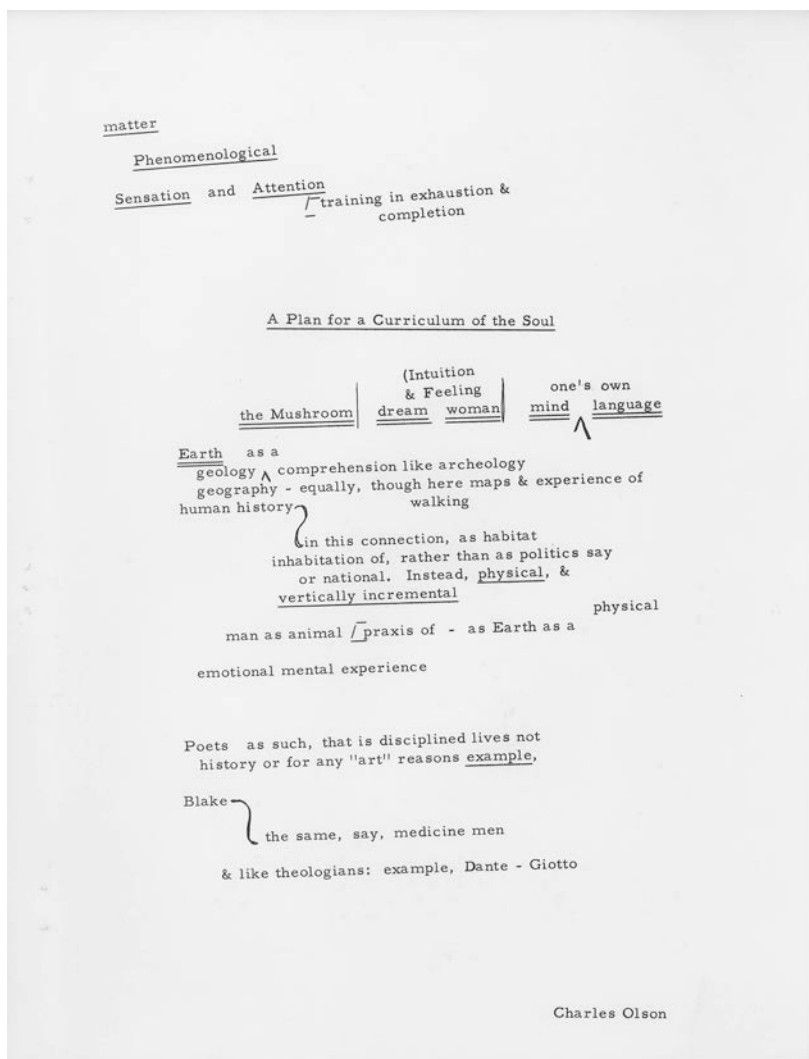 matter
Phenomenological
Sensation and Attention
training in exhaustion &
completion
A Plan for a Curriculum of the Soul
(Intuition
& Feeling
one's own
the Mushroom dream woman mind language
Earth as a
geology comprehension like archeology
geography - equally, though here maps & experience of
walking
human history
in this connection, as habitat
inhabitation of, rather than as politics say
or national. Instead, physical, &
vertically incremental
physical
man as animal praxis of - as Earth as a
emotional mental experience
Poets as such, that is disciplined lives not
history or for any "art" reasons example,
Blake
the same, say, medicine men
& like theologians: example, Dante - Giotto
Charles Olson